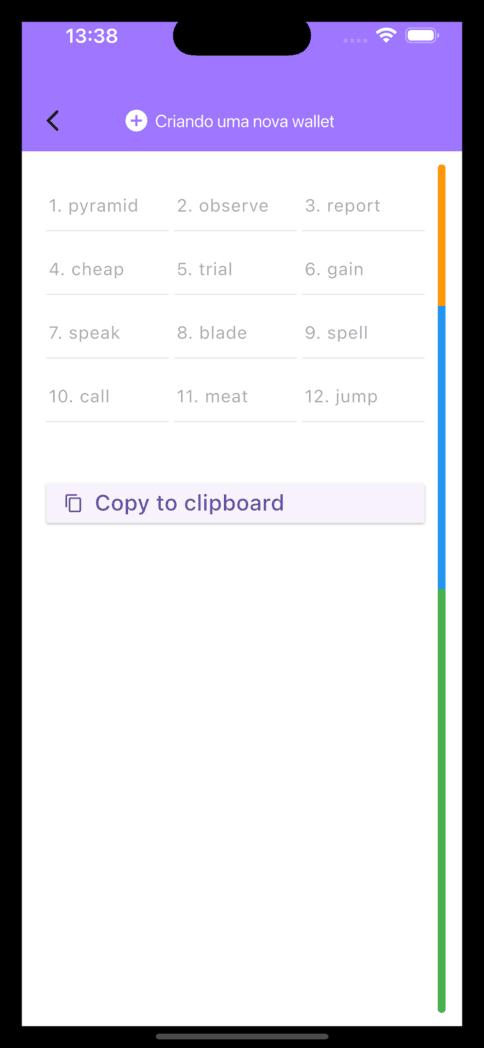 13:38
Criando uma nova wallet
1. pyramid 2. observe 3. report
4. cheap 5. trial 6. gain
7. speak 8. blade 9. spell
10. call 11. meat 12. jump
Copy to clipboard